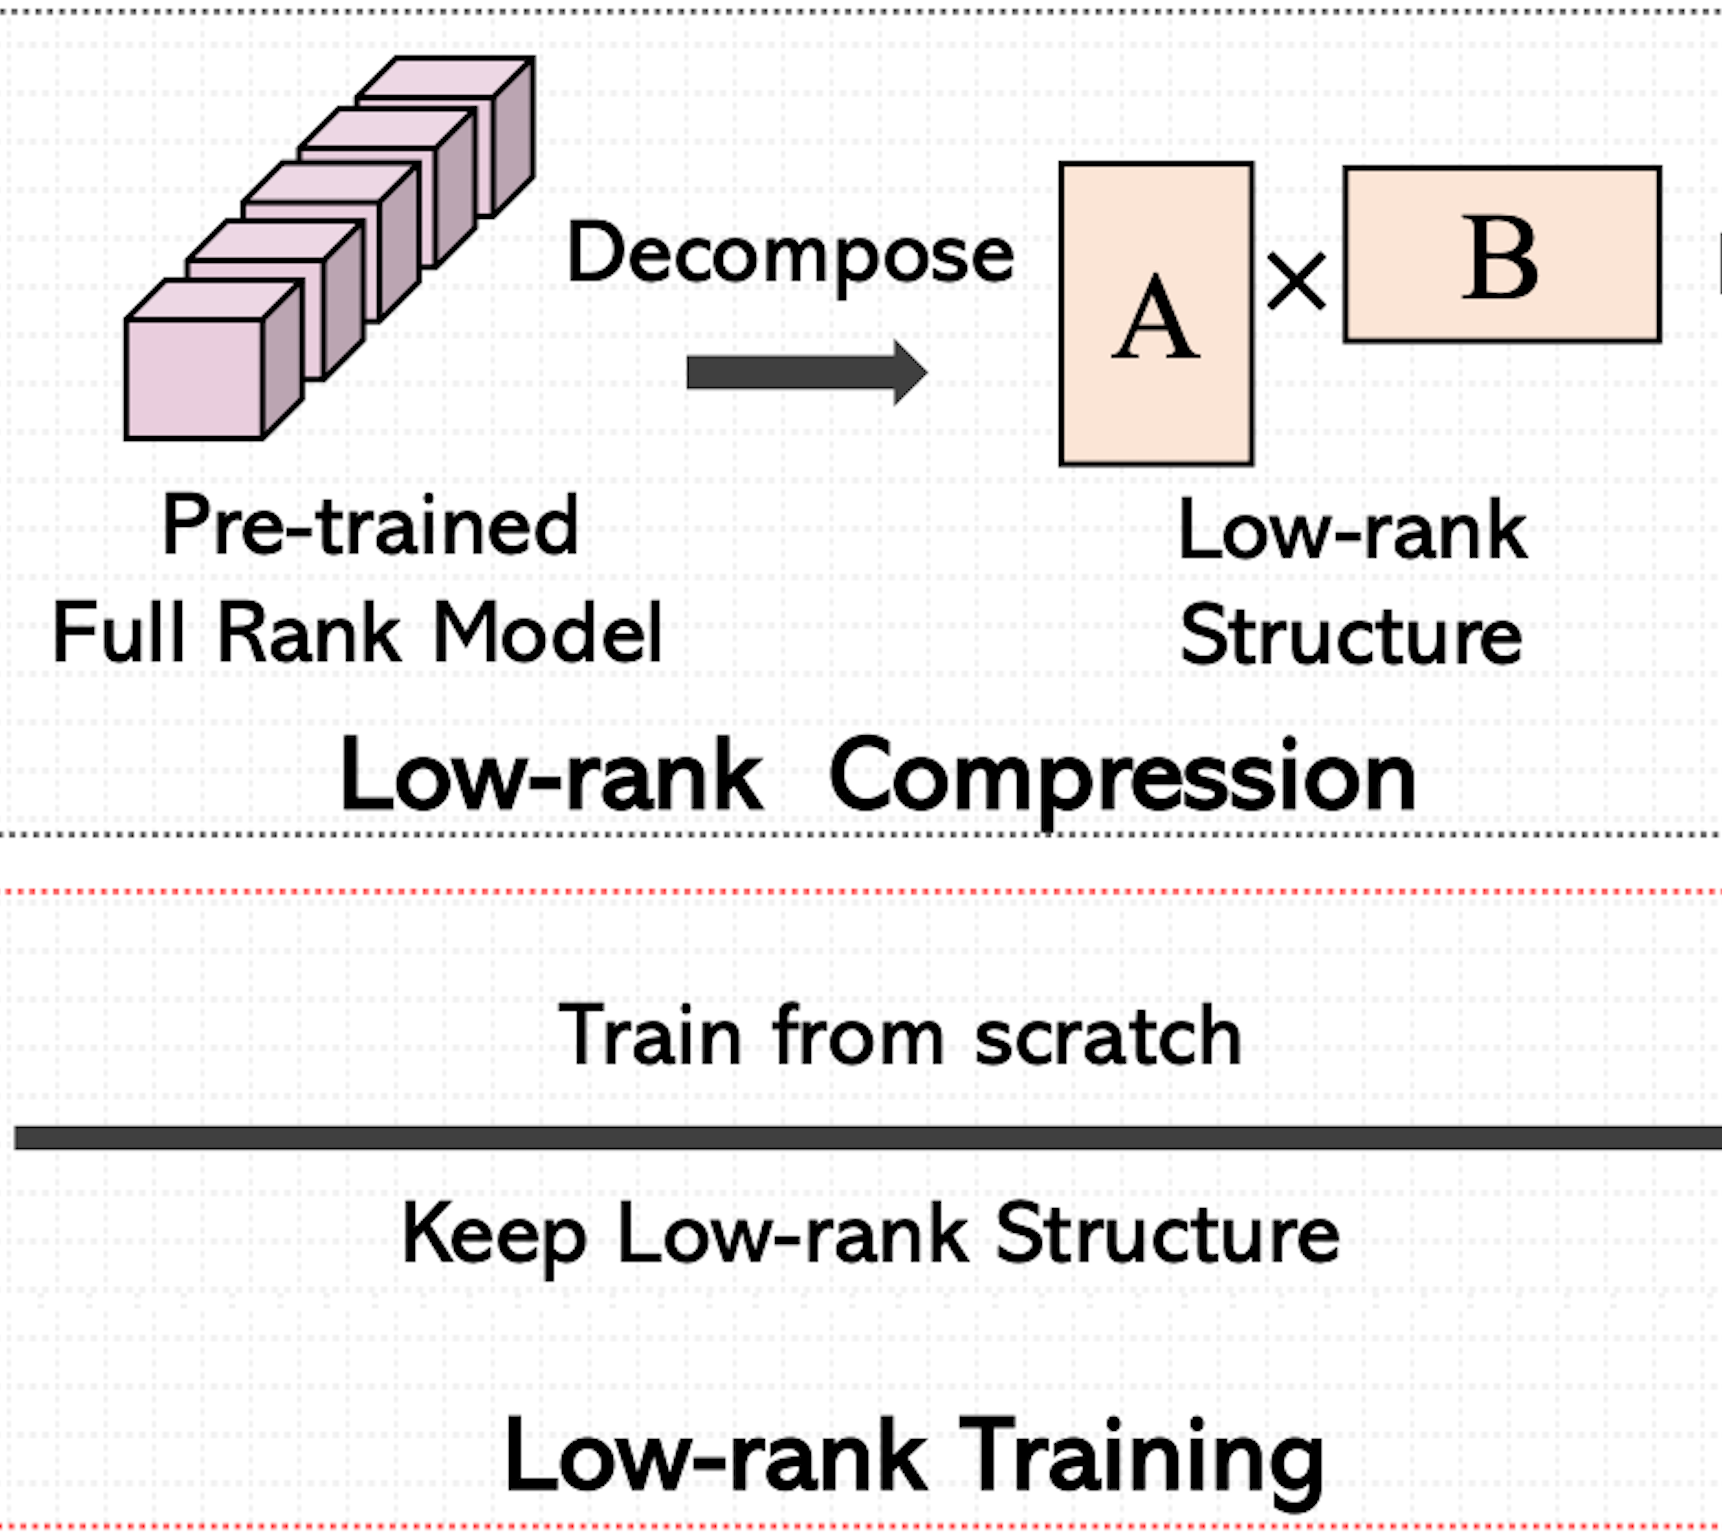 Decompose
A × B
Pre-trained
Full Rank Model
Low-rank
Structure
Low-rank Compression
Train from scratch
Keep Low-rank Structure
Low-rank Training